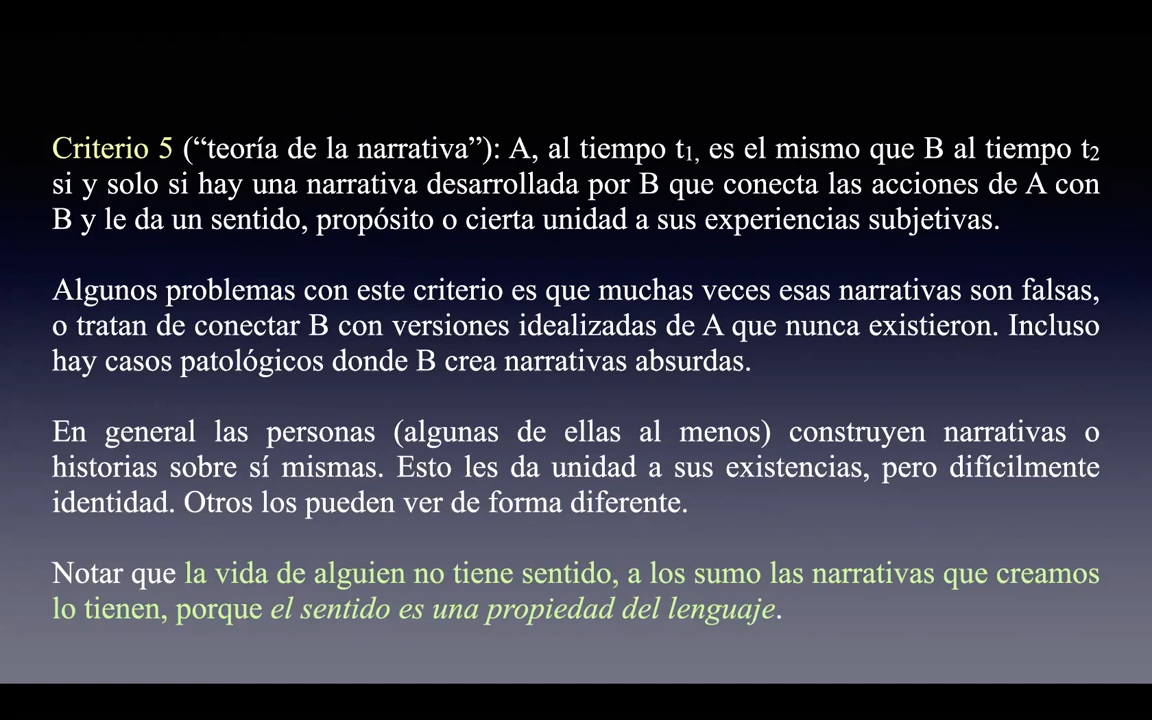 Criterio 5 (“teoría de la narrativa”): A, al tiempo t1, es el mismo que B al tiempo t2
si y solo si hay una narrativa desarrollada por B que conecta las acciones de A con
B y le da un sentido, propósito o cierta unidad a sus experiencias subjetivas.
Algunos problemas con este criterio es que muchas veces esas narrativas son falsas,
o tratan de conectar B con versiones idealizadas de A que nunca existieron. Incluso
hay casos patológicos donde B crea narrativas absurdas.
En general las personas (algunas de ellas al menos) construyen narrativas o
historias sobre sí mismas. Esto les da unidad a sus existencias, pero difícilmente
identidad. Otros los pueden ver de forma diferente.
Notar que la vida de alguien no tiene sentido, a los sumo las narrativas que creamos
lo tienen, porque el sentido es una propiedad del lenguaje.